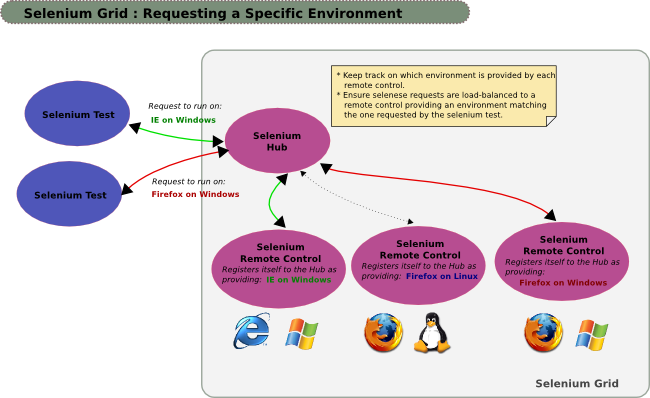 Selenium Grid : Requesting a Specific Environment
* Keep track on which environment is provided by each
remote control.
* Ensure selenese requests are load-balanced to a
remote control providing an environment matching
the one requested by the selenium test.
Selenium Test
Request to run on:
IE on Windows
Selenium
Hub
Selenium Test
Request to run on:
Firefox on Windows
Selenium
Remote Control
Registers itself to the Hub as
providing: IE on Windows
Selenium
Remote Control
Registers itself to the Hub as
providing: Firefox on Linux
Selenium
Remote Control
Registers itself to the Hub as
providing:
Firefox on Windows
Selenium Grid